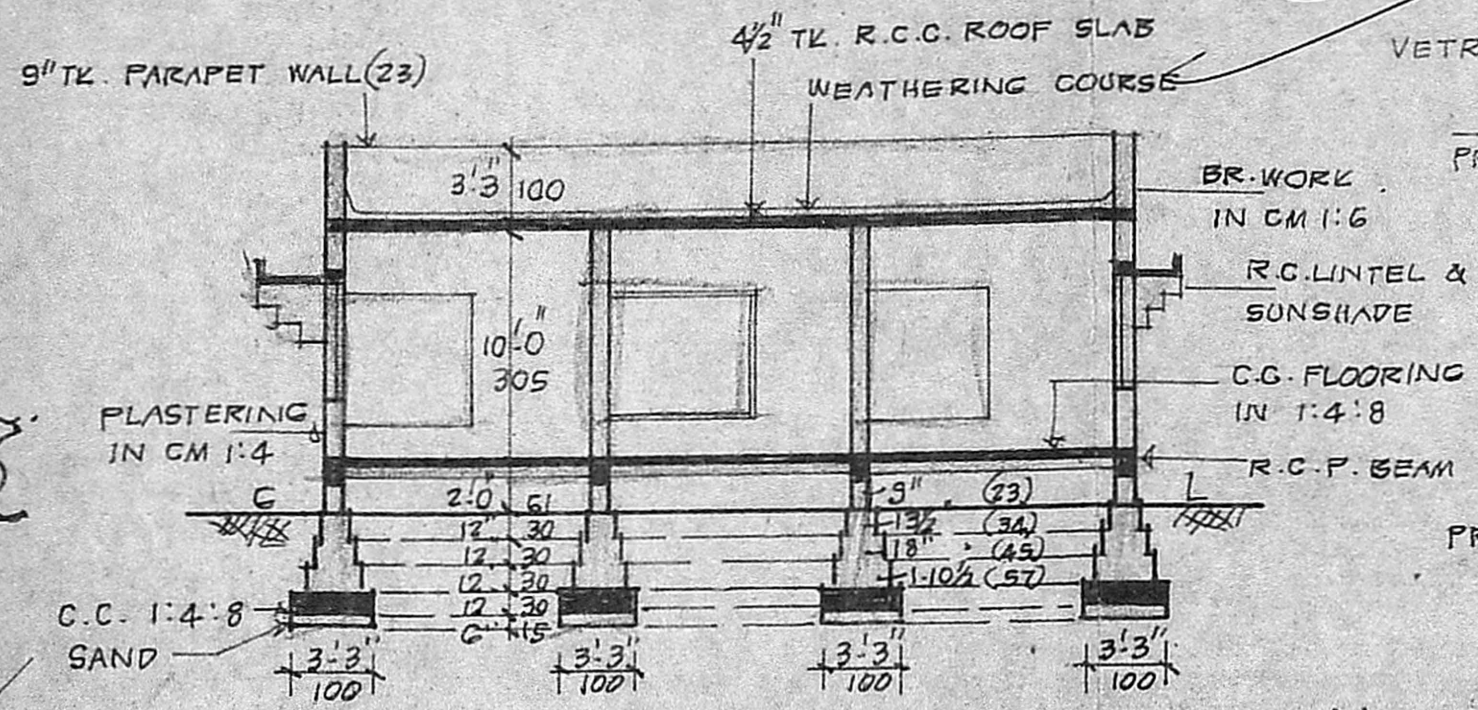 4½" TK. R.C.C. ROOF SLAB
9" TK. PARAPET WALL (23)
WEATHERING COURSE
VETR
3'-3" 100
BR. WORK
IN CM 1:6
R.C. LINTEL &
SUNSHADE
10'-0"
305
C.C. FLOORING
IN 1:4:8
PLASTERING
IN CM 1:4
R.C.P. BEAM
G
2'-0" 61
9" (23)
L
12" 30
13½ (34)
12 30
18" (45)
12 30
1-10½ (57)
C.C. 1:4:8
12 30
6" 15
SAND
3'-3"
100
3'-3"
100
3'-3"
100
3'-3"
100